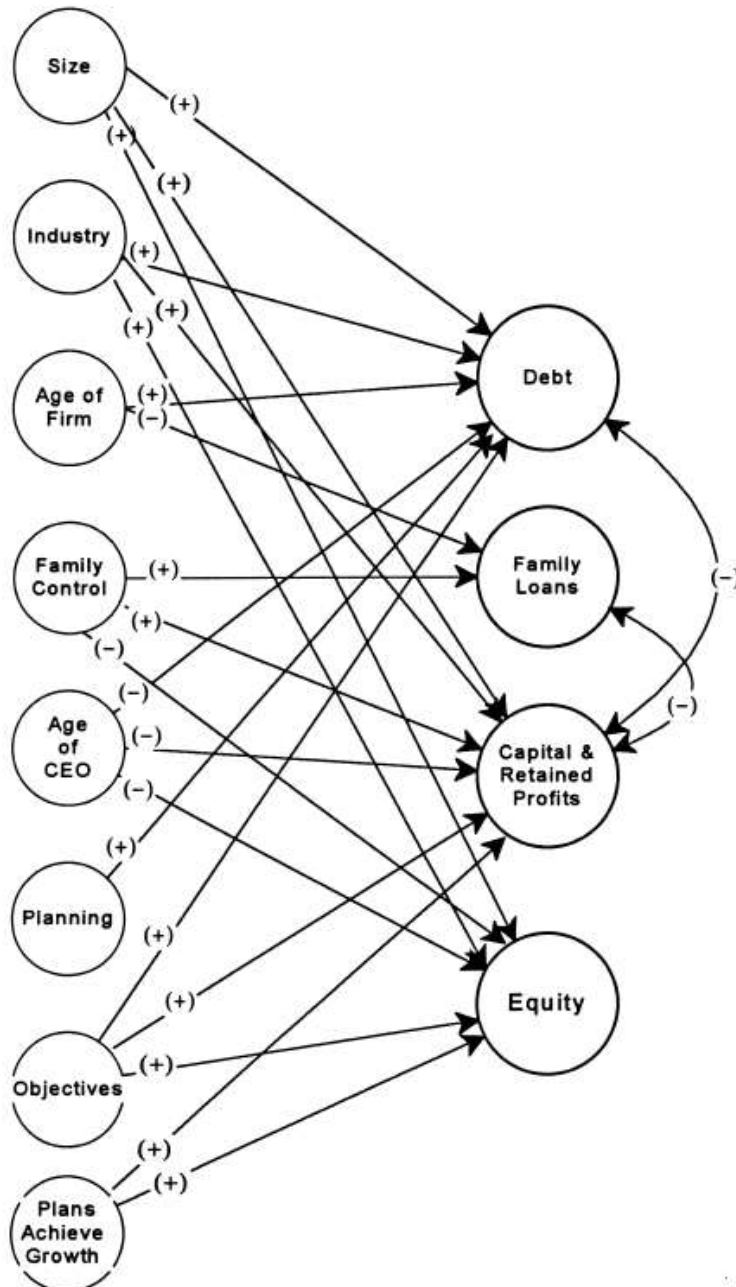 Size
(+)
(+)
(+)
Industry
(+)
(+)
(+)
Debt
Age of
Firm
(+)
(−)
Family
Control
(+)
(+)
(−)
Family
Loans
(−)
(−)
Age
of
CEO
(−)
(−)
(−)
Capital &
Retained
Profits
Planning
(+)
Equity
Objectives
(+)
(+)
(+)
Plans
Achieve
Growth
(+)
(+)